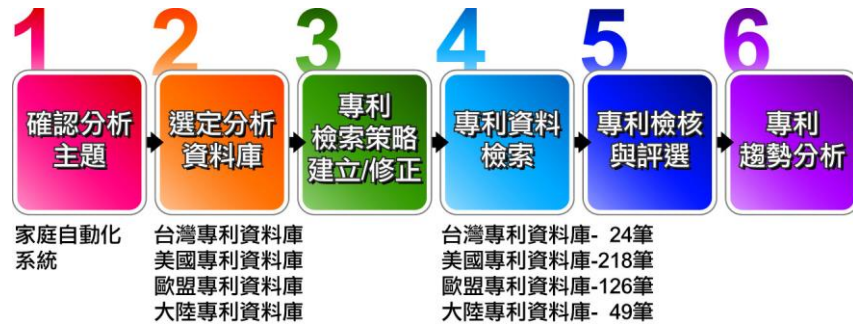 1
確認分析
主題
家庭自動化
系統
2
選定分析
資料庫
台灣專利資料庫
美國專利資料庫
歐盟專利資料庫
大陸專利資料庫
3
專利
檢索策略
建立/修正
4
專利資料
檢索
台灣專利資料庫- 24筆
美國專利資料庫-218筆
歐盟專利資料庫-126筆
大陸專利資料庫- 49筆
5
專利檢核
與評選
6
專利
趨勢分析